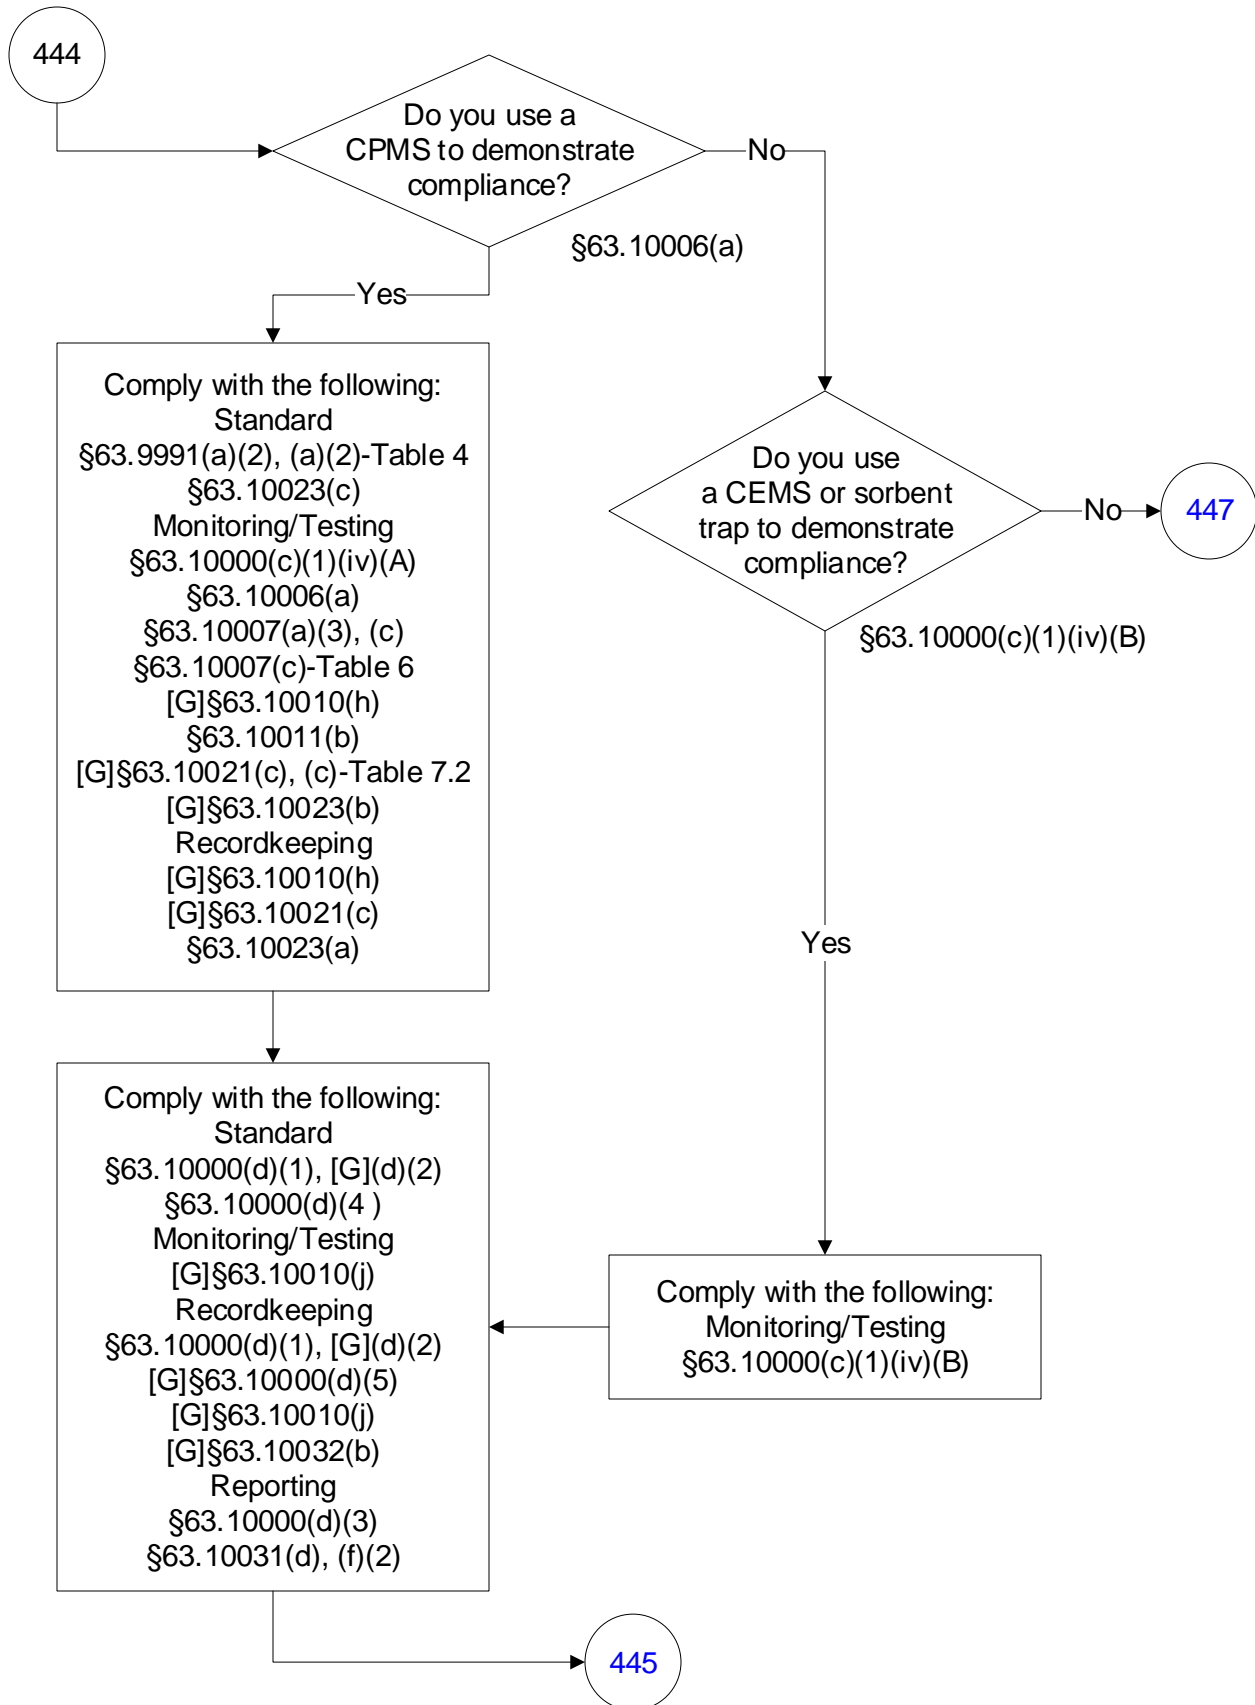 444
Do you use a
CPMS to demonstrate
compliance?
No
§63.10006(a)
Yes
Comply with the following:
Standard
§63.9991(a)(2), (a)(2)-Table 4
§63.10023(c)
Monitoring/Testing
§63.10000(c)(1)(iv)(A)
§63.10006(a)
§63.10007(a)(3), (c)
§63.10007(c)-Table 6
[G]§63.10010(h)
§63.10011(b)
[G]§63.10021(c), (c)-Table 7.2
[G]§63.10023(b)
Recordkeeping
[G]§63.10010(h)
[G]§63.10021(c)
§63.10023(a)
Do you use
a CEMS or sorbent
trap to demonstrate
compliance?
No
447
§63.10000(c)(1)(iv)(B)
Yes
Comply with the following:
Standard
§63.10000(d)(1), [G](d)(2)
§63.10000(d)(4 )
Monitoring/Testing
[G]§63.10010(j)
Recordkeeping
§63.10000(d)(1), [G](d)(2)
[G]§63.10000(d)(5)
[G]§63.10010(j)
[G]§63.10032(b)
Reporting
§63.10000(d)(3)
§63.10031(d), (f)(2)
Comply with the following:
Monitoring/Testing
§63.10000(c)(1)(iv)(B)
445